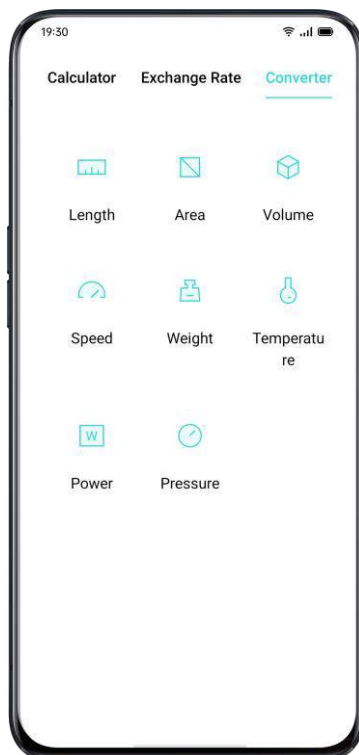 19:30
Calculator Exchange Rate Converter
Length Area Volume
Speed Weight Temperatu
re
W
Power Pressure